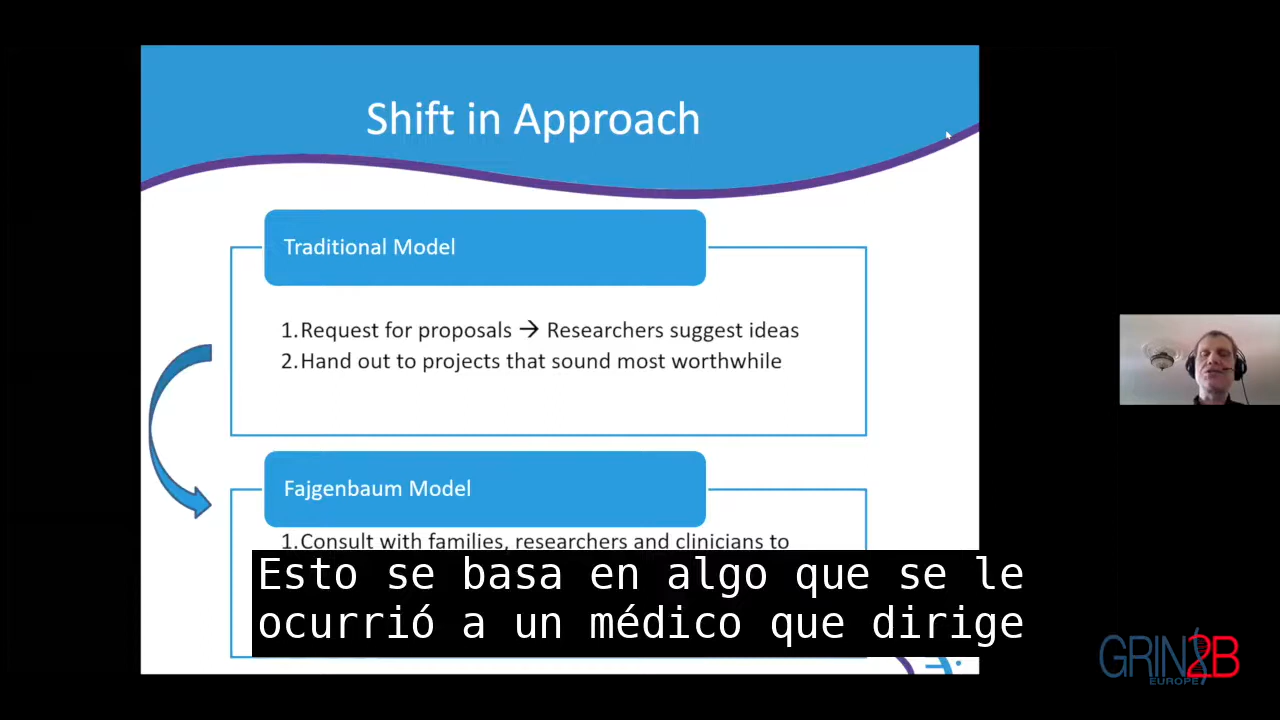 Shift in Approach
Traditional Model
1. Request for proposals → Researchers suggest ideas
2. Hand out to projects that sound most worthwhile
Fajgenbaum Model
1. Consult with families, researchers and clinicians to
Esto se basa en algo que se le
ocurrió a un médico que dirige
GRIN2B
EUROPE